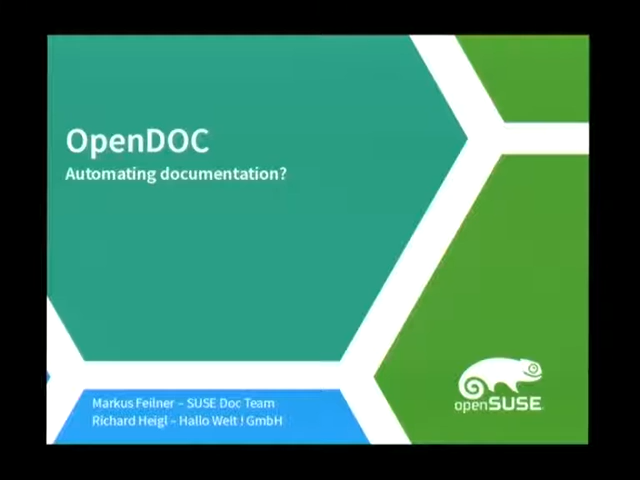 OpenDOC
Automating documentation?
Markus Feilner – SUSE Doc Team
Richard Heigl – Hallo Welt ! GmbH
openSUSE